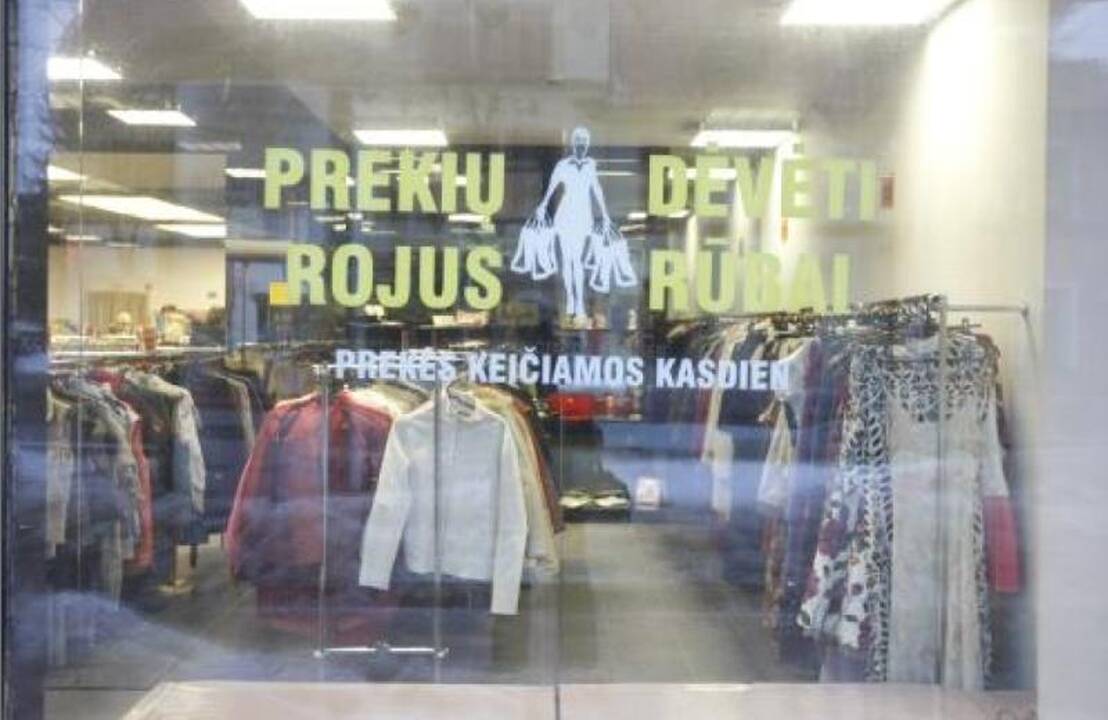 PREKIŲ
ROJUS
DĖVĖTI
RŪBAI
PREKĖS KEIČIAMOS KASDIEN